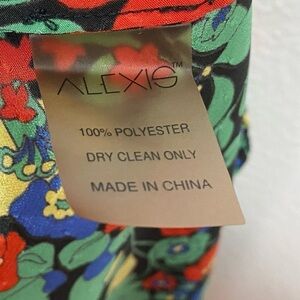 ALEXIS™
100% POLYESTER
DRY CLEAN ONLY
MADE IN CHINA